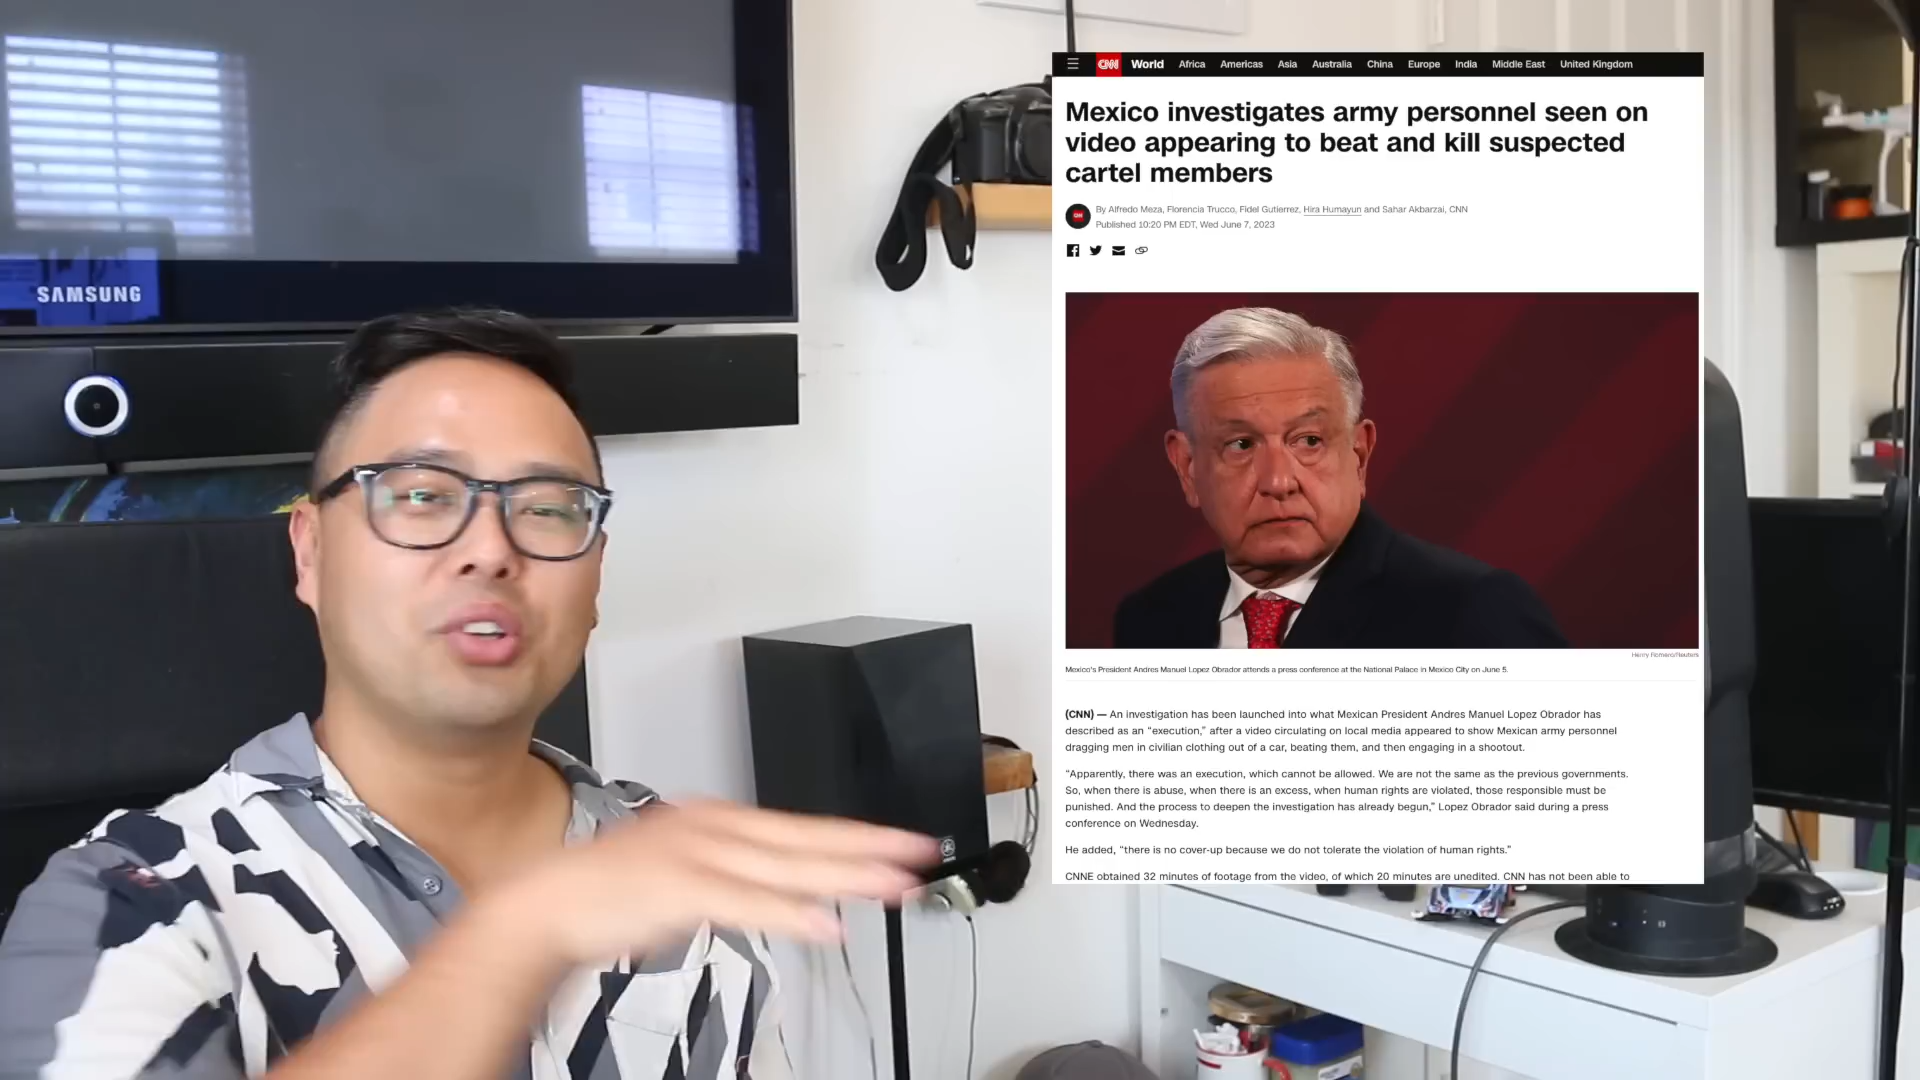 SAMSUNG
CNN World Africa Americas Asia Australia China Europe India Middle East United Kingdom
Mexico investigates army personnel seen on
video appearing to beat and kill suspected
cartel members
By Alfredo Meza, Florencia Trucco, Fidel Gutierrez, Hira Humayun and Sahar Akbarzai, CNN
Published 10:20 PM EDT, Wed June 7, 2023
Henry Romero/Reuters
Mexico's President Andres Manuel Lopez Obrador attends a press conference at the National Palace in Mexico City on June 5.
(CNN) — An investigation has been launched into what Mexican President Andres Manuel Lopez Obrador has
described as an “execution,” after a video circulating on local media appeared to show Mexican army personnel
dragging men in civilian clothing out of a car, beating them, and then engaging in a shootout.
“Apparently, there was an execution, which cannot be allowed. We are not the same as the previous governments.
So, when there is abuse, when there is an excess, when human rights are violated, those responsible must be
punished. And the process to deepen the investigation has already begun,” Lopez Obrador said during a press
conference on Wednesday.
He added, “there is no cover-up because we do not tolerate the violation of human rights.”
CNNE obtained 32 minutes of footage from the video, of which 20 minutes are unedited. CNN has not been able to